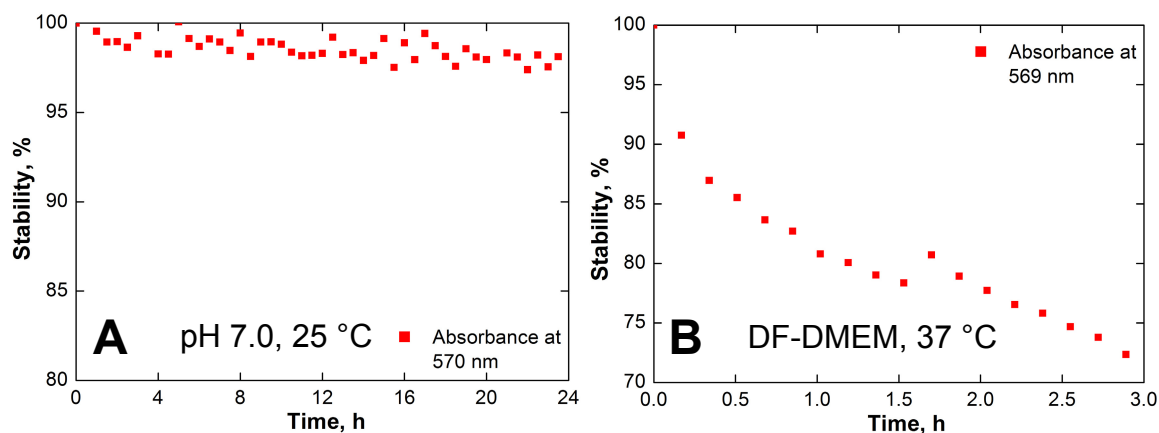 100
95
90
85
80
Stability, %
A
pH 7.0, 25 °C
Absorbance at
570 nm
0 4 8 12 16 20 24
Time, h
100
90
85
80
75
70
Stability, %
Absorbance at
569 nm
B
DF-DMEM, 37 °C
0.0 0.5 1.0 1.5 2.0 2.5 3.0
Time, h